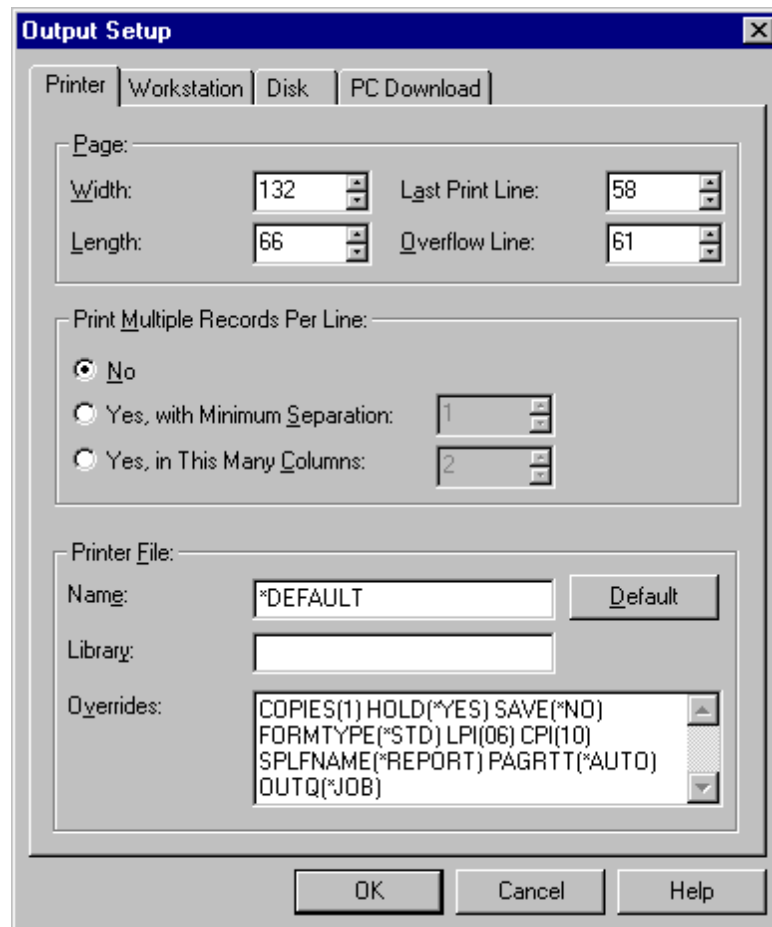 Output Setup
Printer Workstation Disk PC Download
Page:
Width: 132 Last Print Line: 58
Length: 66 Overflow Line: 61
Print Multiple Records Per Line:
No
Yes, with Minimum Separation: 1
Yes, in This Many Columns: 2
Printer File:
Name: *DEFAULT Default
Library:
Overrides: COPIES(1) HOLD(*YES) SAVE(*NO)
FORMTYPE(*STD) LPI(06) CPI(10)
SPLFNAME(*REPORT) PAGRTT(*AUTO)
OUTQ(*JOB)
OK Cancel Help